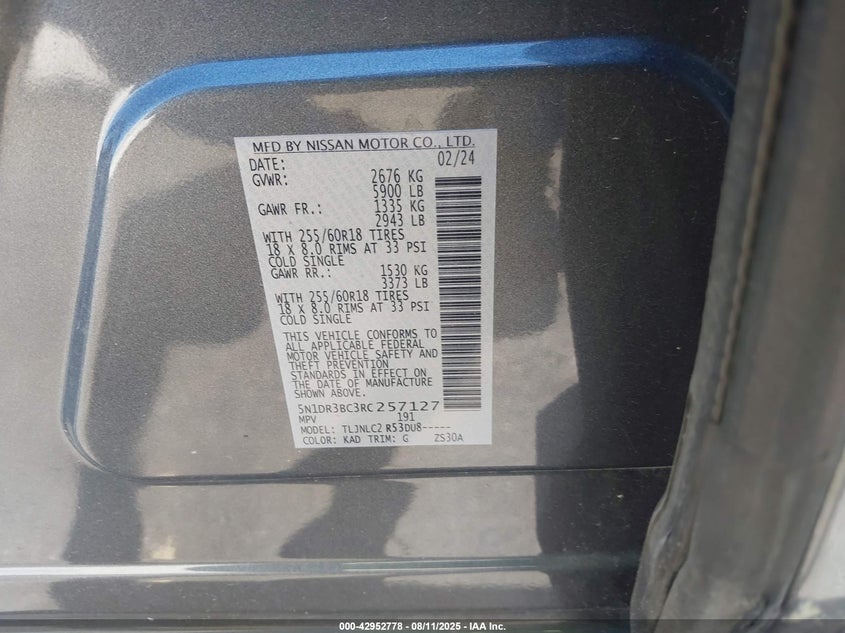 MFD BY NISSAN MOTOR CO., LTD.
DATE: 02/24
GVWR: 2676 KG
5900 LB
GAWR FR.: 1335 KG
2943 LB
WITH 255/60R18 TIRES
18 X 8.0 RIMS AT 33 PSI
COLD SINGLE
GAWR RR.: 1530 KG
3373 LB
WITH 255/60R18 TIRES
18 X 8.0 RIMS AT 33 PSI
COLD SINGLE
THIS VEHICLE CONFORMS TO
ALL APPLICABLE FEDERAL
MOTOR VEHICLE SAFETY AND
THEFT PREVENTION
STANDARDS IN EFFECT ON
THE DATE OF MANUFACTURE
SHOWN ABOVE.
5N1DR3BC3RC257127
MPV 191
MODEL: TLJNLC2 R53DU8-----
COLOR: KAD TRIM: G ZS30A
000-42952778 - 08/11/2025 - IAA Inc.